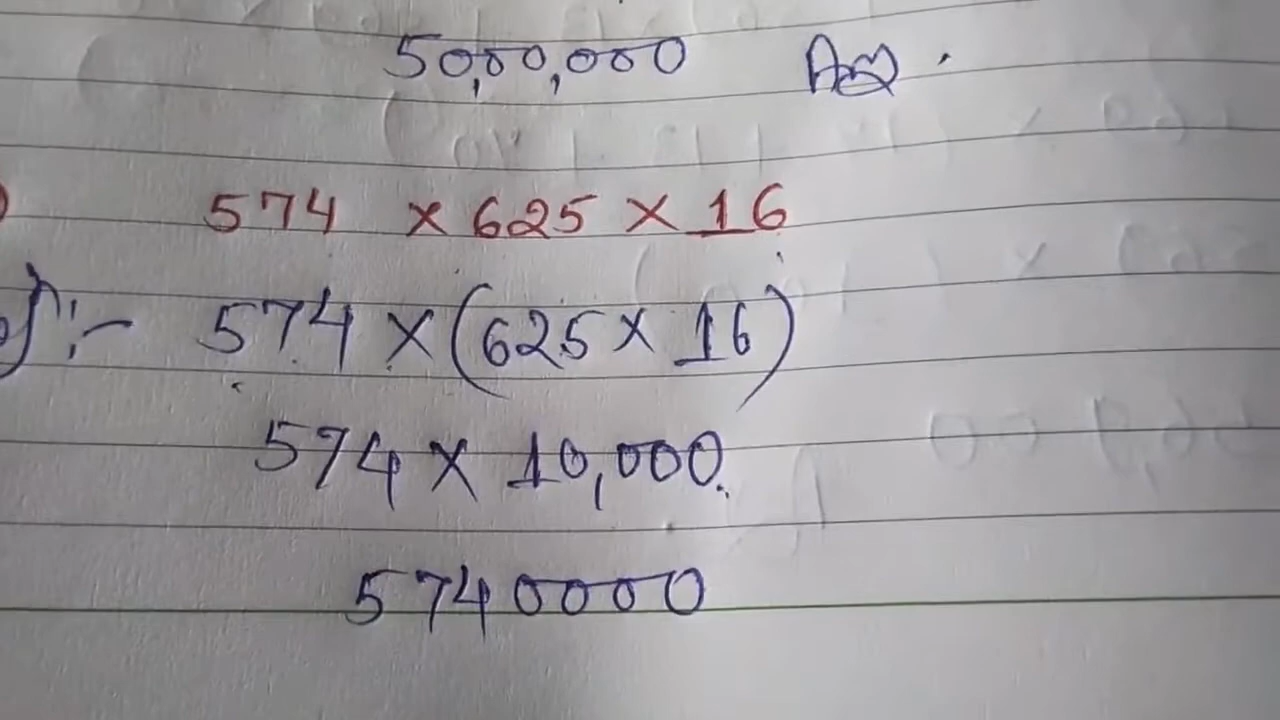 50,00,000 Ans.
574 × 625 × 16
574 × (625 × 16)
574 × 10,000
5740000